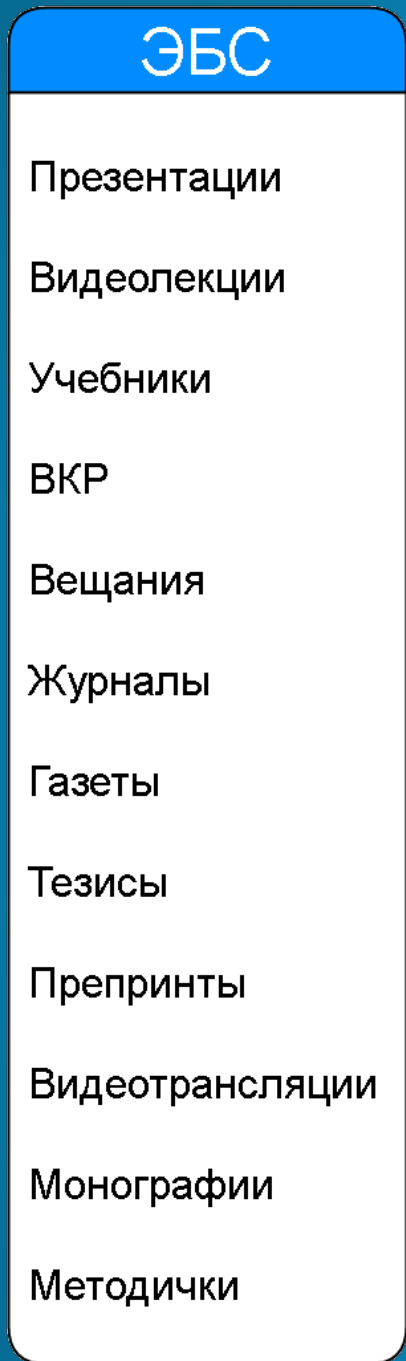 ЭБС
Презентации
Видеолекции
Учебники
ВКР
Вещания
Журналы
Газеты
Тезисы
Препринты
Видеотрансляции
Монографии
Методички